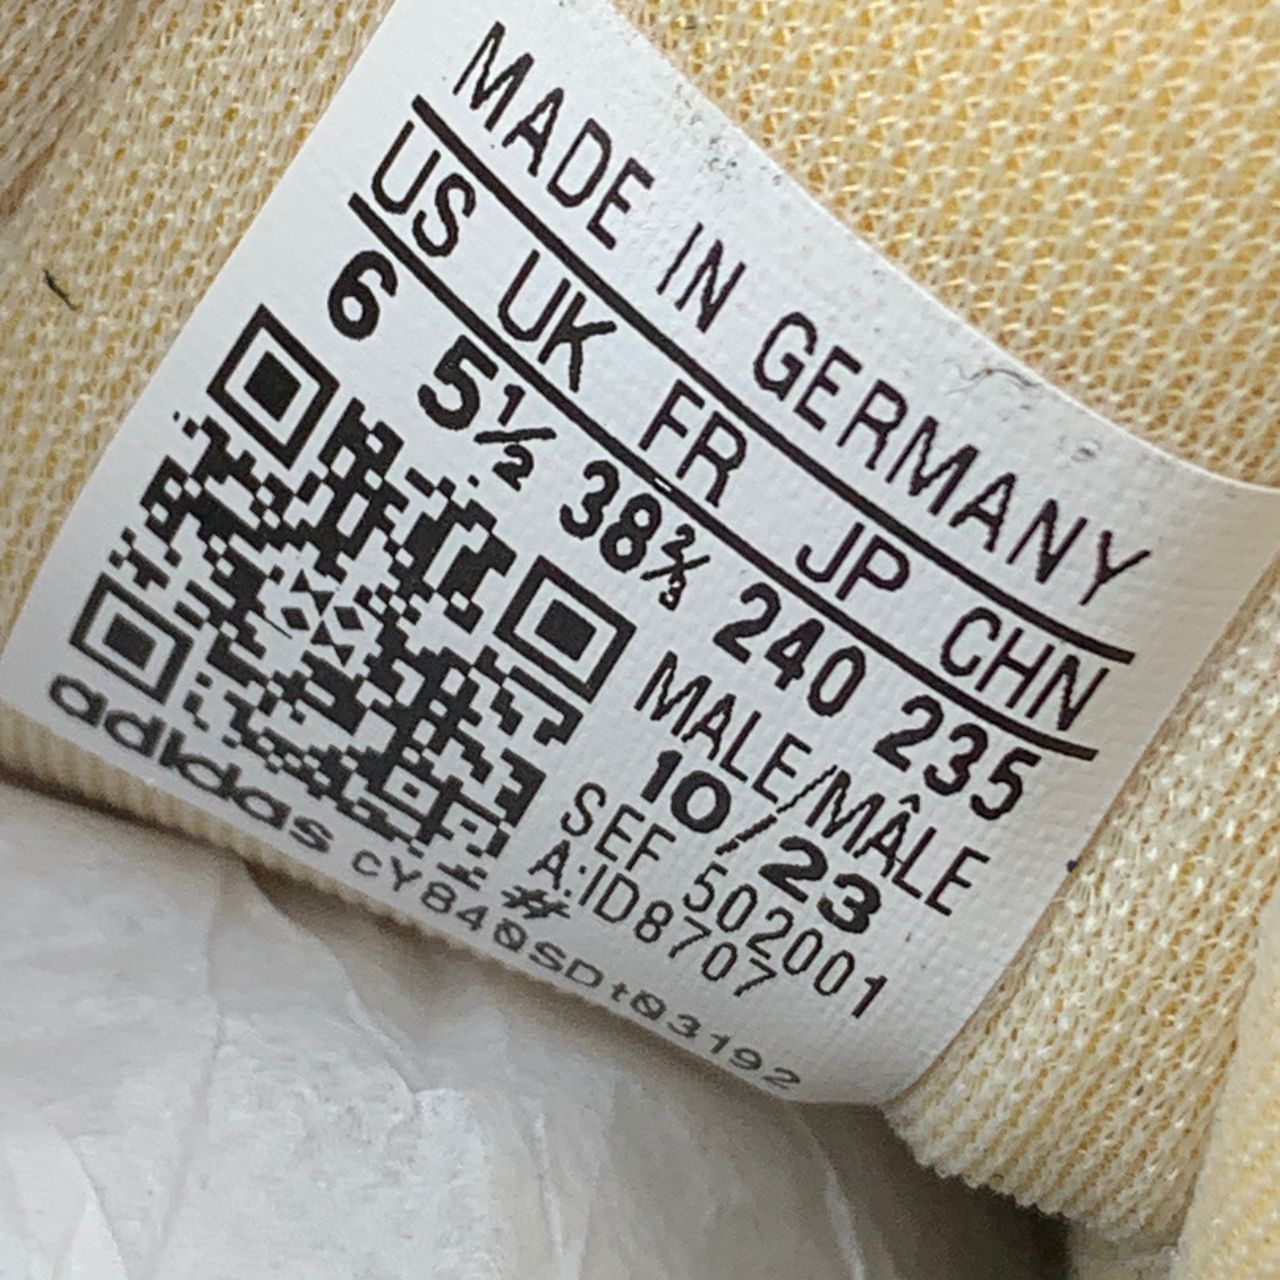 MADE IN GERMANY
US UK FR JP CHN
6 5½ 38⅔ 240 235
MALE/MÂLE
10/23
SEF 502001
A:ID8707
#
adidas CY840SDt03192